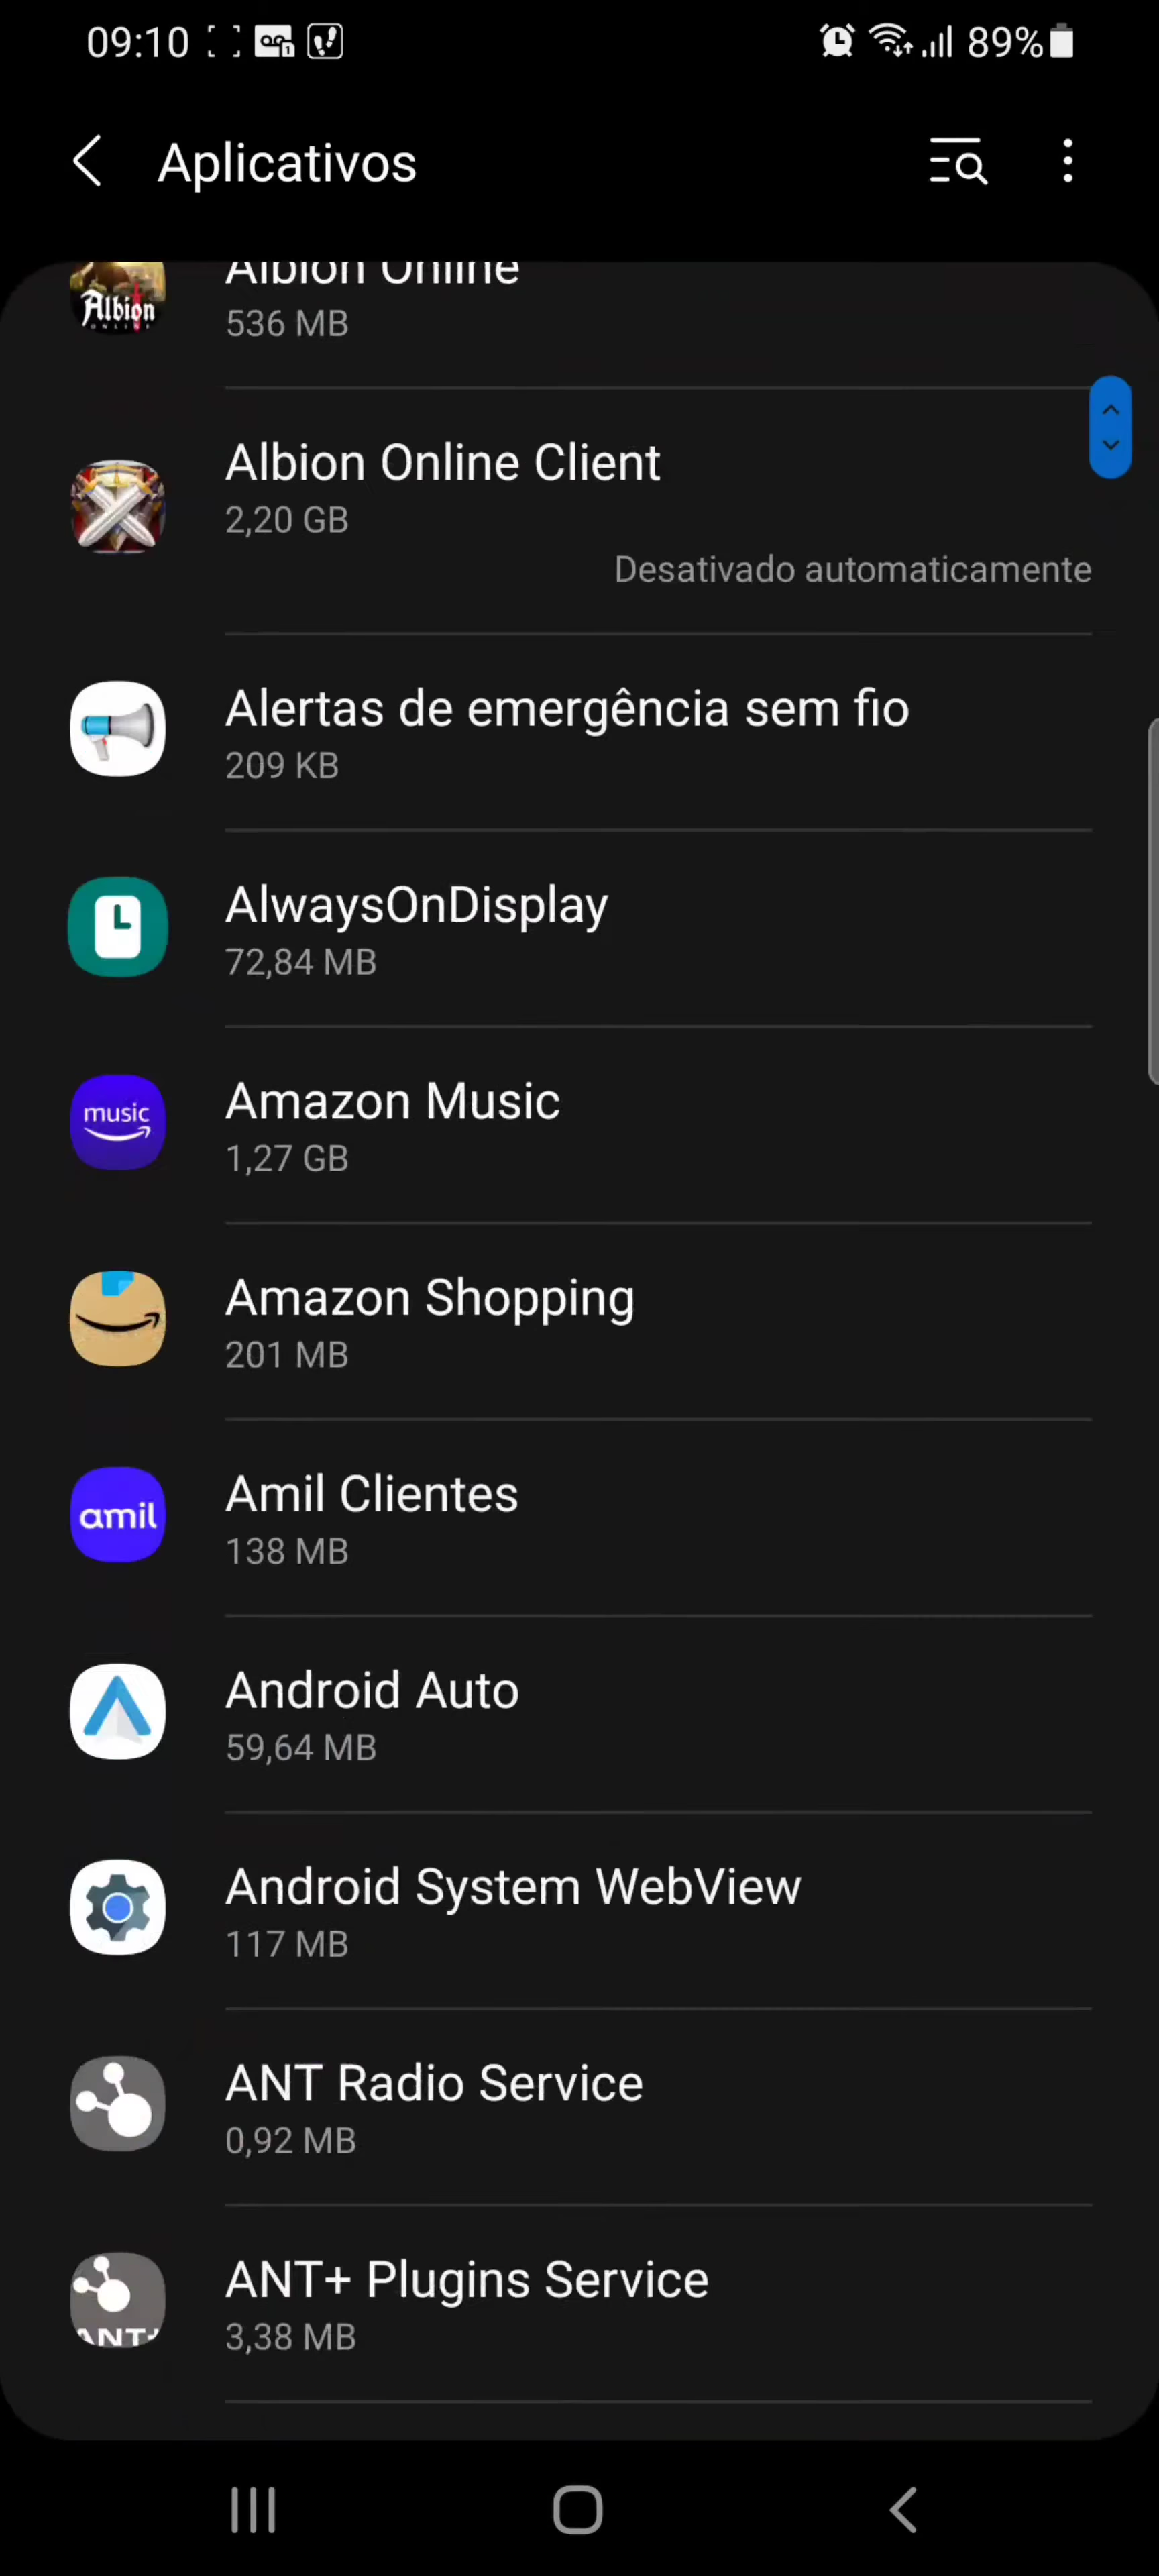 09:10 89%
Aplicativos
Albion Online
536 MB
Albion Online Client
2,20 GB
Desativado automaticamente
Alertas de emergência sem fio
209 KB
AlwaysOnDisplay
72,84 MB
music
Amazon Music
1,27 GB
Amazon Shopping
201 MB
amil
Amil Clientes
138 MB
Android Auto
59,64 MB
Android System WebView
117 MB
ANT Radio Service
0,92 MB
ANT+
ANT+ Plugins Service
3,38 MB